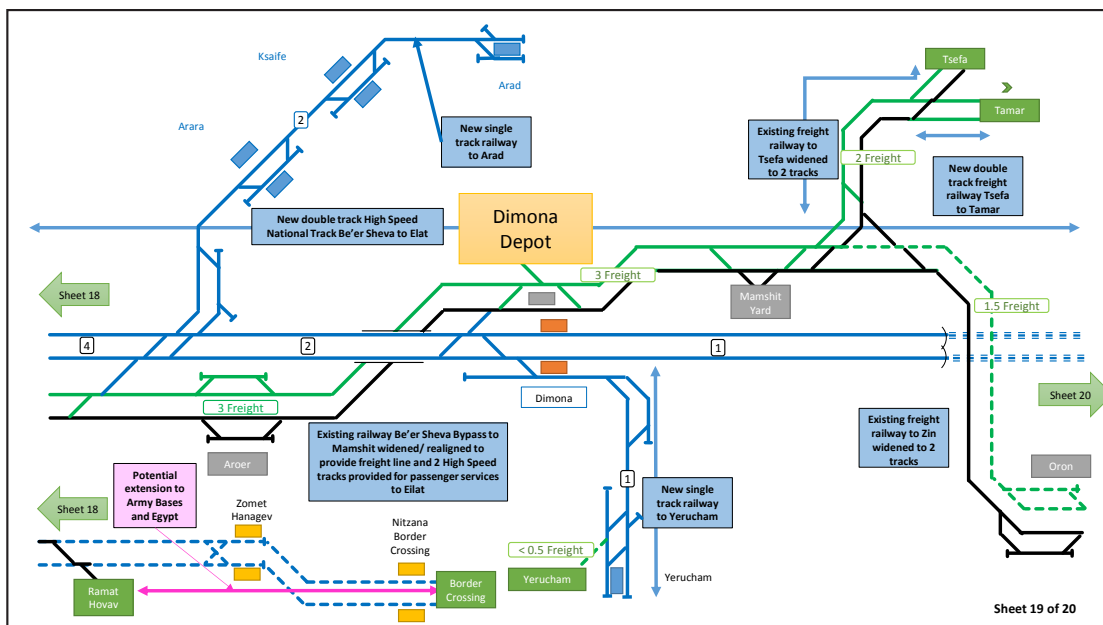 Ksaife
Arad
Tsefa
Tamar
Arara
2
New single
track railway
to Arad
Existing freight
railway to
Tsefa widened
to 2 tracks
2 Freight
New double
track freight
railway Tsefa
to Tamar
New double track High Speed
National Track Be'er Sheva to Elat
Dimona
Depot
3 Freight
Sheet 18
Mamshit
Yard
1.5 Freight
4
2
1
Sheet 20
3 Freight
Dimona
Existing freight
railway to Zin
widened to 2
tracks
Aroer
Existing railway Be'er Sheva Bypass to
Mamshit widened/ realigned to
provide freight line and 2 High Speed
tracks provided for passenger services
to Eilat
Oron
Potential
extension to
Army Bases
and Egypt
1
New single
track railway
to Yerucham
Sheet 18
Zomet
Hanagev
Nitzana
Border
Crossing
< 0.5 Freight
Ramat
Hovav
Border
Crossing
Yerucham
Yerucham
Sheet 19 of 20